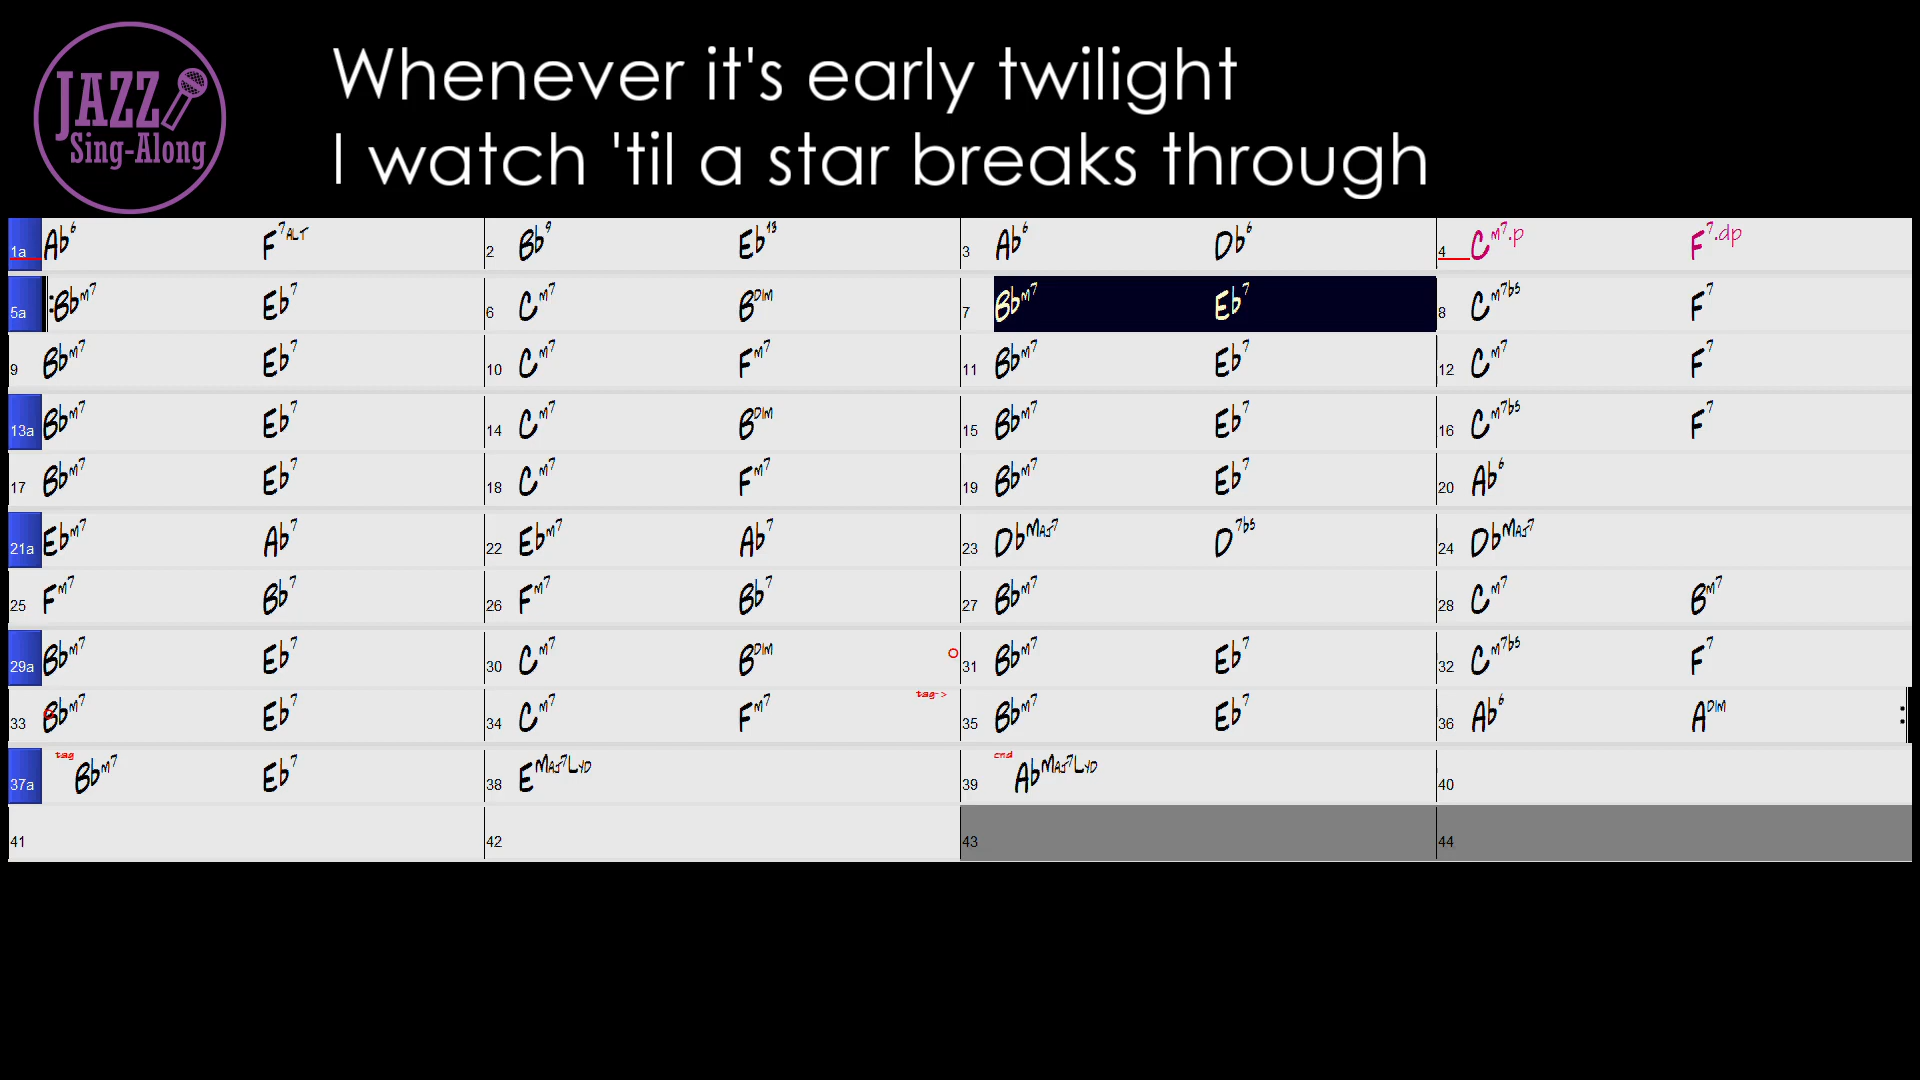 JAZZ
Sing-Along
Whenever it's early twilight
I watch 'til a star breaks through
1a Ab6 F7ALT 2 Bb9 Eb13 3 Ab6 Db6 4 Cm7.p F7.dp
5a :Bbm7 Eb7 6 Cm7 BDIM 7 Bbm7 Eb7 8 Cm7b5 F7
9 Bbm7 Eb7 10 Cm7 Fm7 11 Bbm7 Eb7 12 Cm7 F7
13a Bbm7 Eb7 14 Cm7 BDIM 15 Bbm7 Eb7 16 Cm7b5 F7
17 Bbm7 Eb7 18 Cm7 Fm7 19 Bbm7 Eb7 20 Ab6
21a Ebm7 Ab7 22 Ebm7 Ab7 23 DbMAJ7 D7b5 24 DbMAJ7
25 Fm7 Bb7 26 Fm7 Bb7 27 Bbm7 28 Cm7 Bm7
29a Bbm7 Eb7 30 Cm7 BDIM 31 Bbm7 Eb7 32 Cm7b5 F7
33 Bbm7 Eb7 34 Cm7 Fm7 tag-> 35 Bbm7 Eb7 36 Ab6 ADIM :
37a tag Bbm7 Eb7 38 EMAJ7LYD 39 end AbMAJ7LYD 40
41 42 43 44